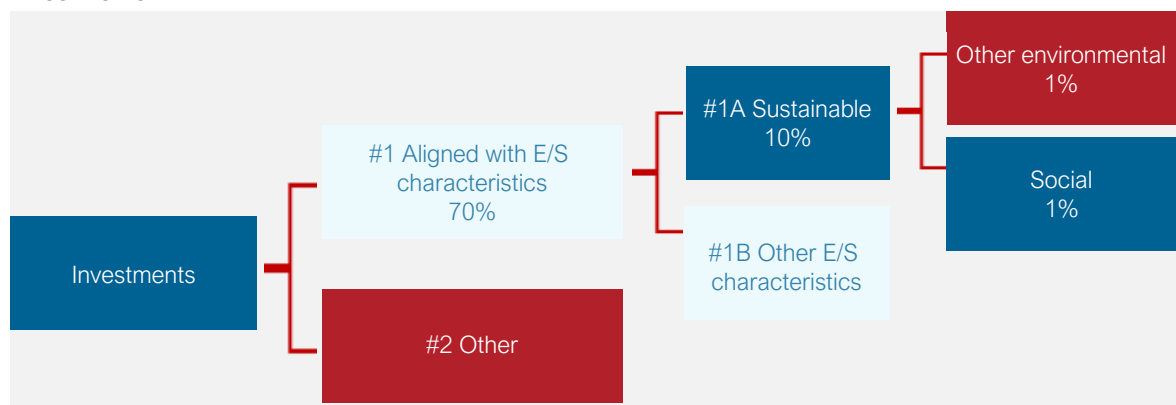 Other environmental
1%
#1A Sustainable
10%
#1 Aligned with E/S
characteristics
70%
Social
1%
#1B Other E/S
characteristics
Investments
#2 Other